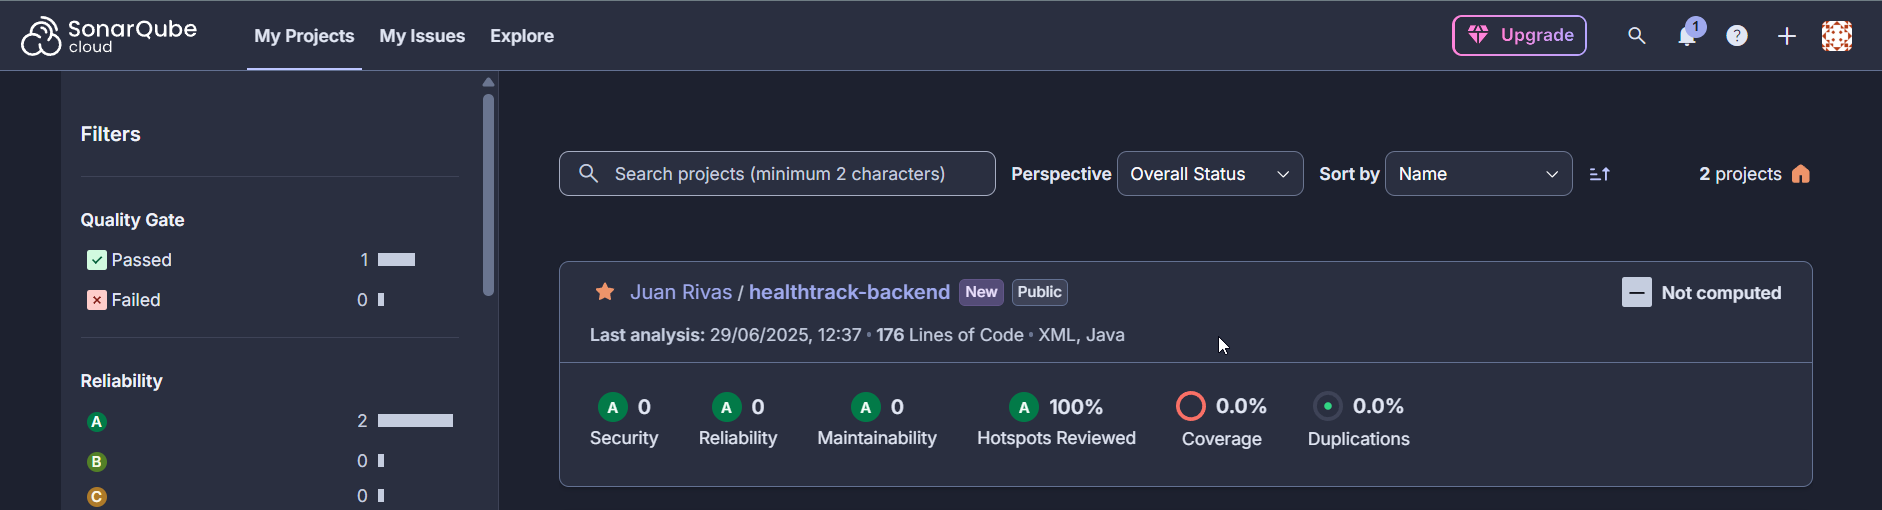 SonarQube
cloud
My Projects My Issues Explore
Upgrade
1
?
Filters
Quality Gate
Passed 1
Failed 0
Reliability
A 2
B 0
C 0
Search projects (minimum 2 characters)
Perspective Overall Status
Sort by Name
2 projects
Juan Rivas / healthtrack-backend New Public
Not computed
Last analysis: 29/06/2025, 12:37 • 176 Lines of Code • XML, Java
A 0
Security
A 0
Reliability
A 0
Maintainability
A 100%
Hotspots Reviewed
0.0%
Coverage
0.0%
Duplications